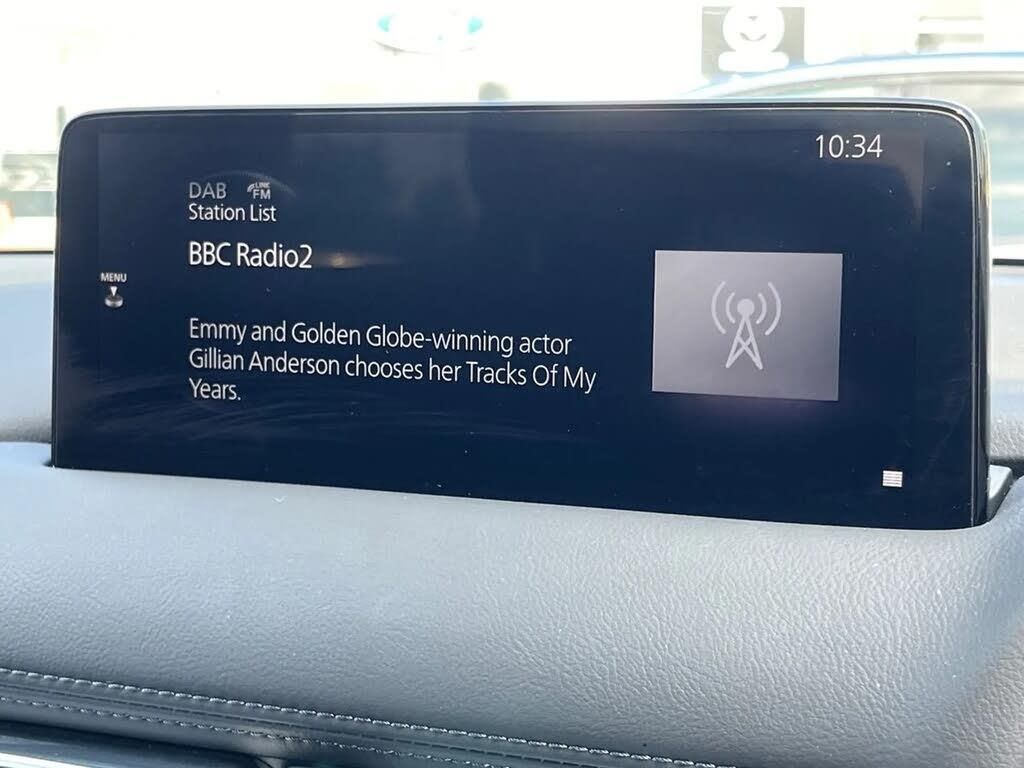 10:34
DAB LINK FM
Station List
BBC Radio2
MENU
Emmy and Golden Globe-winning actor
Gillian Anderson chooses her Tracks Of My
Years.